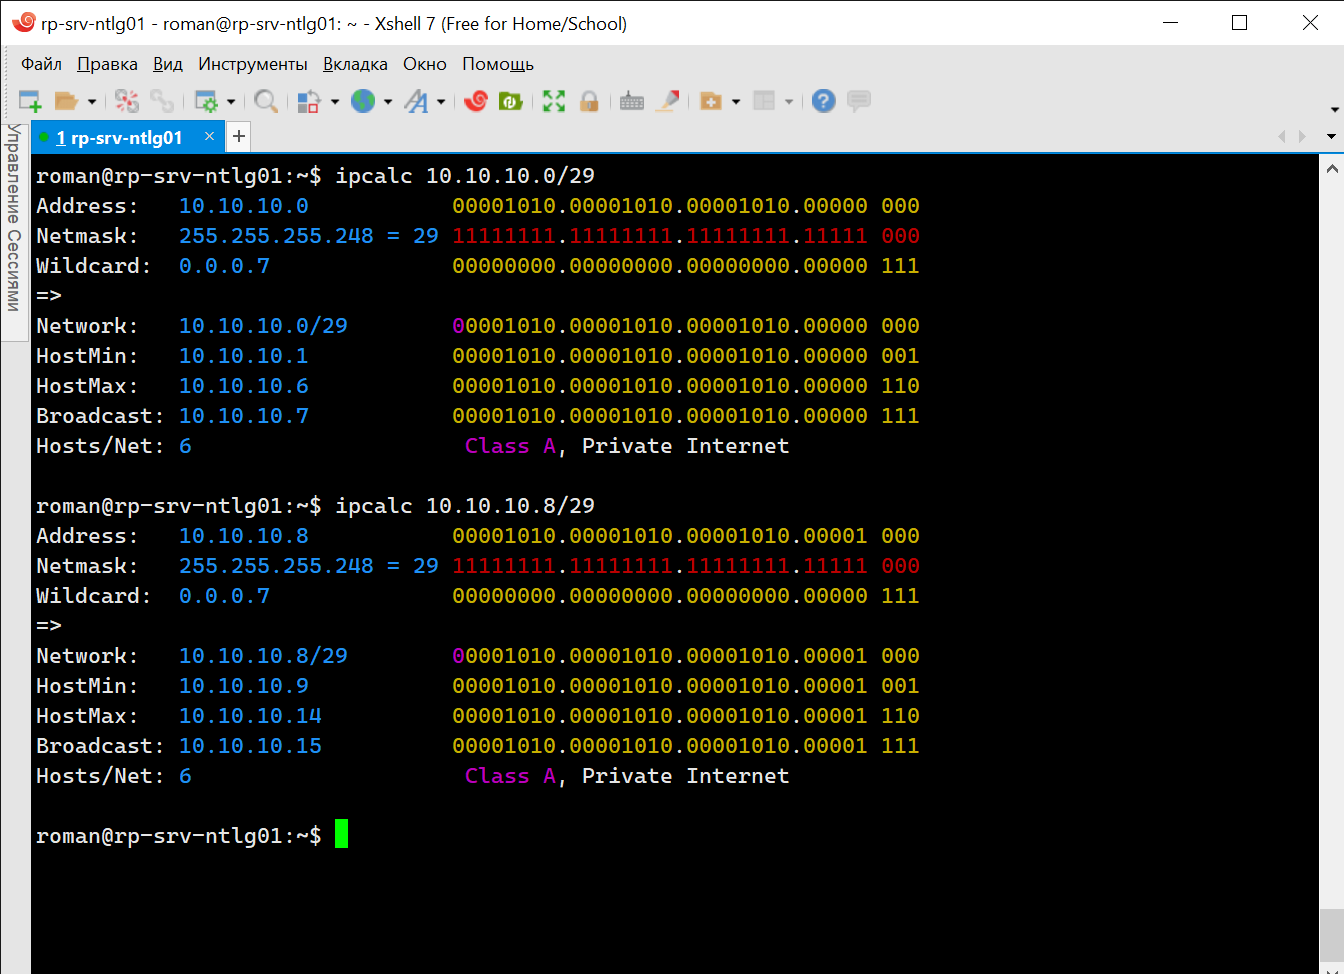 rp-srv-ntlg01 - roman@rp-srv-ntlg01: ~ - Xshell 7 (Free for Home/School)
Файл Правка Вид Инструменты Вкладка Окно Помощь
1 rp-srv-ntlg01 × +
Управление Сессиями
roman@rp-srv-ntlg01:~$ ipcalc 10.10.10.0/29
Address: 10.10.10.0 00001010.00001010.00001010.00000 000
Netmask: 255.255.255.248 = 29 11111111.11111111.11111111.11111 000
Wildcard: 0.0.0.7 00000000.00000000.00000000.00000 111
=>
Network: 10.10.10.0/29 00001010.00001010.00001010.00000 000
HostMin: 10.10.10.1 00001010.00001010.00001010.00000 001
HostMax: 10.10.10.6 00001010.00001010.00001010.00000 110
Broadcast: 10.10.10.7 00001010.00001010.00001010.00000 111
Hosts/Net: 6 Class A, Private Internet
roman@rp-srv-ntlg01:~$ ipcalc 10.10.10.8/29
Address: 10.10.10.8 00001010.00001010.00001010.00001 000
Netmask: 255.255.255.248 = 29 11111111.11111111.11111111.11111 000
Wildcard: 0.0.0.7 00000000.00000000.00000000.00000 111
=>
Network: 10.10.10.8/29 00001010.00001010.00001010.00001 000
HostMin: 10.10.10.9 00001010.00001010.00001010.00001 001
HostMax: 10.10.10.14 00001010.00001010.00001010.00001 110
Broadcast: 10.10.10.15 00001010.00001010.00001010.00001 111
Hosts/Net: 6 Class A, Private Internet
roman@rp-srv-ntlg01:~$